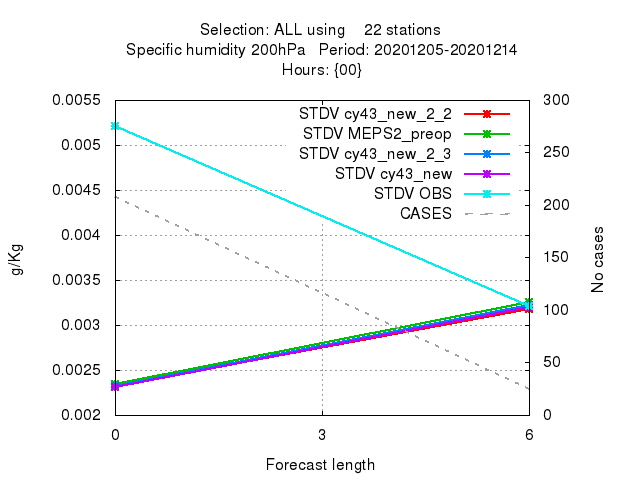 Selection: ALL using    22 stations
Specific humidity 200hPa   Period: 20201205-20201214
Hours: {00}
STDV cy43_new_2_2
STDV MEPS2_preop
STDV cy43_new_2_3
STDV cy43_new
STDV OBS
CASES
0.0055
0.005
0.0045
0.004
0.0035
0.003
0.0025
0.002
g/Kg
300
250
200
150
100
50
0
No cases
0 3 6
Forecast length